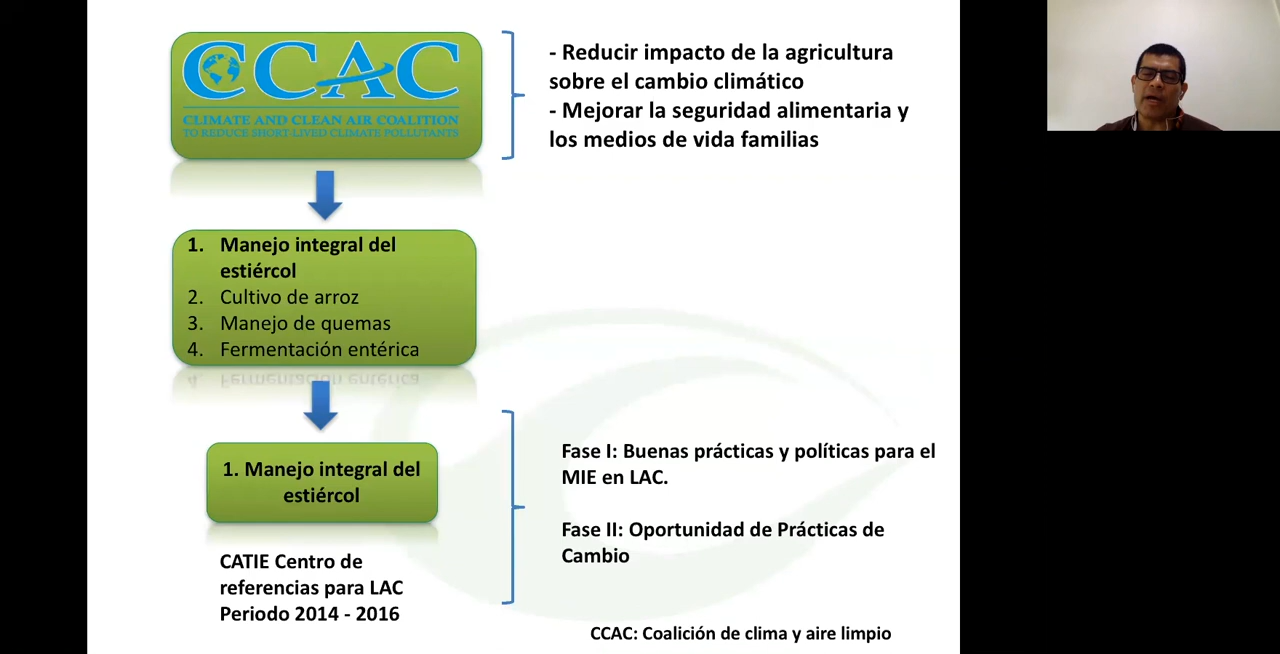 CCAC
CLIMATE AND CLEAN AIR COALITION
TO REDUCE SHORT-LIVED CLIMATE POLLUTANTS
- Reducir impacto de la agricultura
sobre el cambio climático
- Mejorar la seguridad alimentaria y
los medios de vida familias
1. Manejo integral del
estiércol
2. Cultivo de arroz
3. Manejo de quemas
4. Fermentación entérica
1. Manejo integral del
estiércol
CATIE Centro de
referencias para LAC
Periodo 2014 - 2016
Fase I: Buenas prácticas y políticas para el
MIE en LAC.
Fase II: Oportunidad de Prácticas de
Cambio
CCAC: Coalición de clima y aire limpio